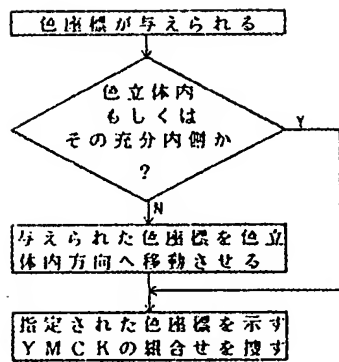 色座標が与えられる
色立体内
もしくは
その充分内側か
?
Y
N
与えられた色座標を色立
体内方向へ移動させる
指定された色座標を示す
YMCKの組合せを捜す